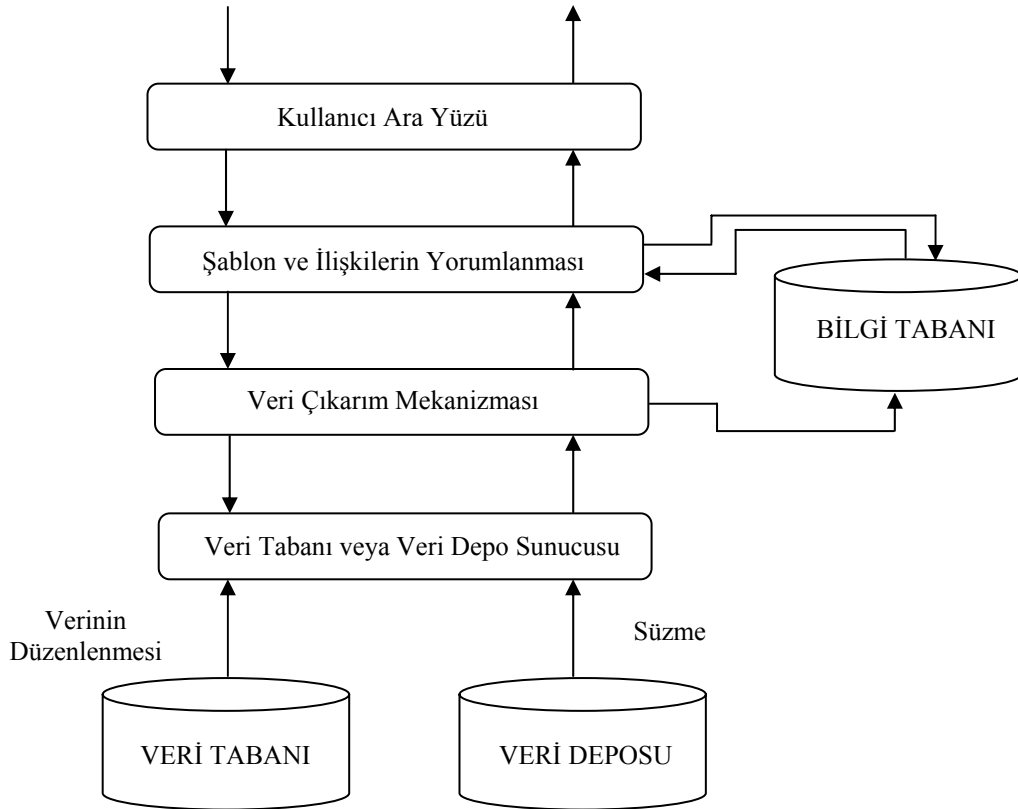 Kullanıcı Ara Yüzü
Şablon ve İlişkilerin Yorumlanması
BİLGİ TABANI
Veri Çıkarım Mekanizması
Veri Tabanı veya Veri Depo Sunucusu
Verinin
Düzenlenmesi
Süzme
VERİ TABANI
VERİ DEPOSU